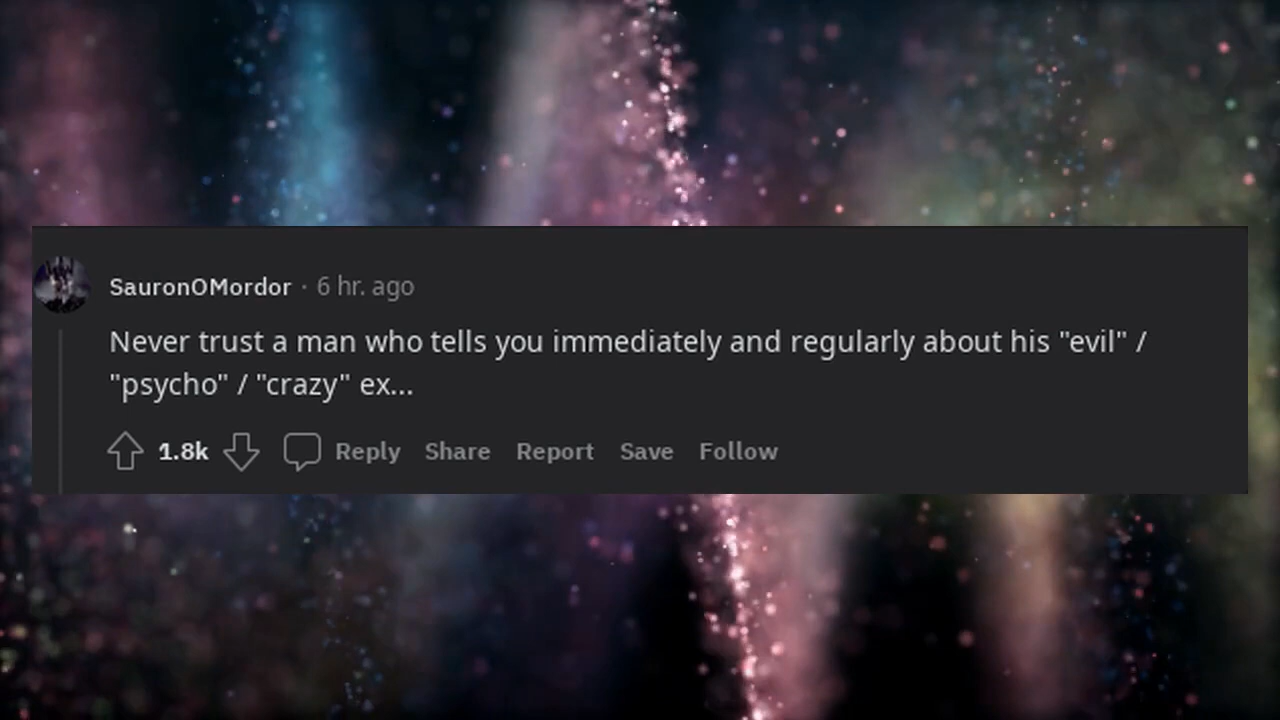 SauronOMordor · 6 hr. ago
Never trust a man who tells you immediately and regularly about his "evil" /
"psycho" / "crazy" ex...
1.8k Reply Share Report Save Follow